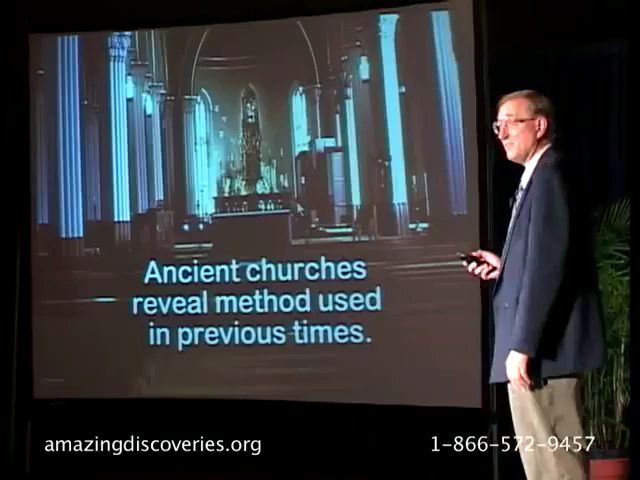 Ancient churches
reveal method used
in previous times.
amazingdiscoveries.org
1-866-572-9457